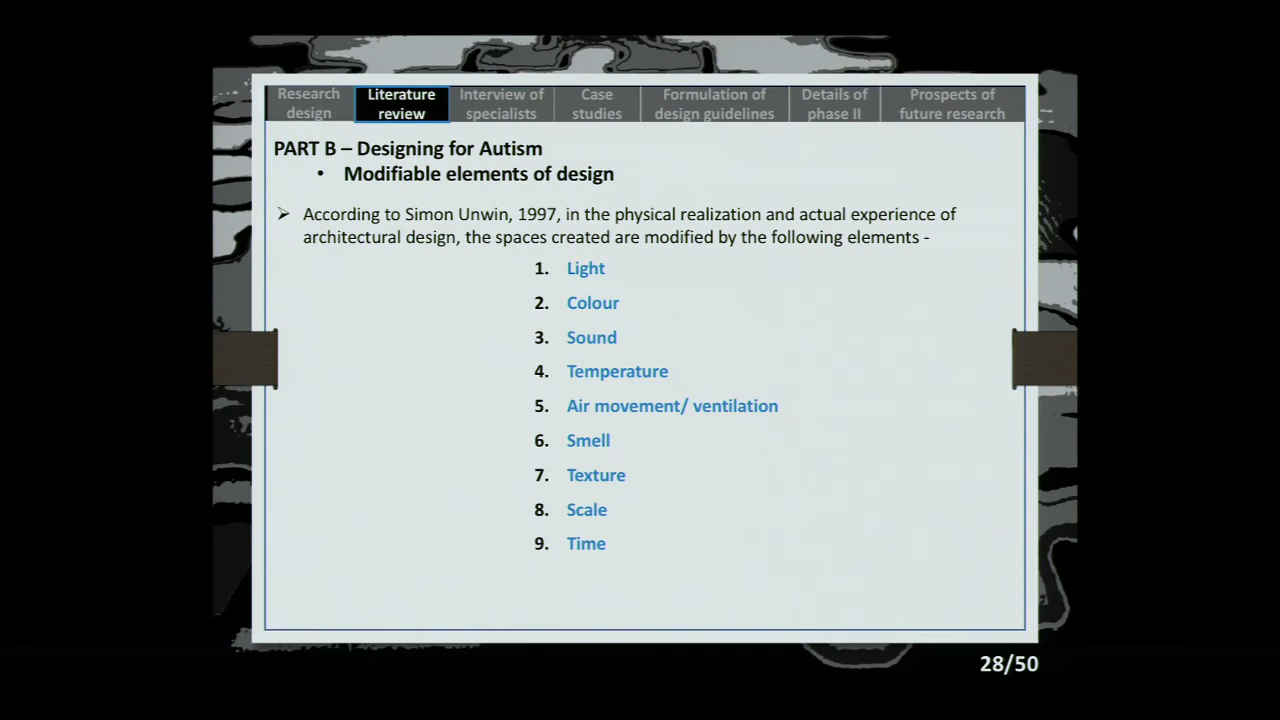 Research design
Literature review
Interview of specialists
Case studies
Formulation of design guidelines
Details of phase II
Prospects of future research
PART B – Designing for Autism
• Modifiable elements of design
➢ According to Simon Unwin, 1997, in the physical realization and actual experience of
architectural design, the spaces created are modified by the following elements -
1. Light
2. Colour
3. Sound
4. Temperature
5. Air movement/ ventilation
6. Smell
7. Texture
8. Scale
9. Time
28/50